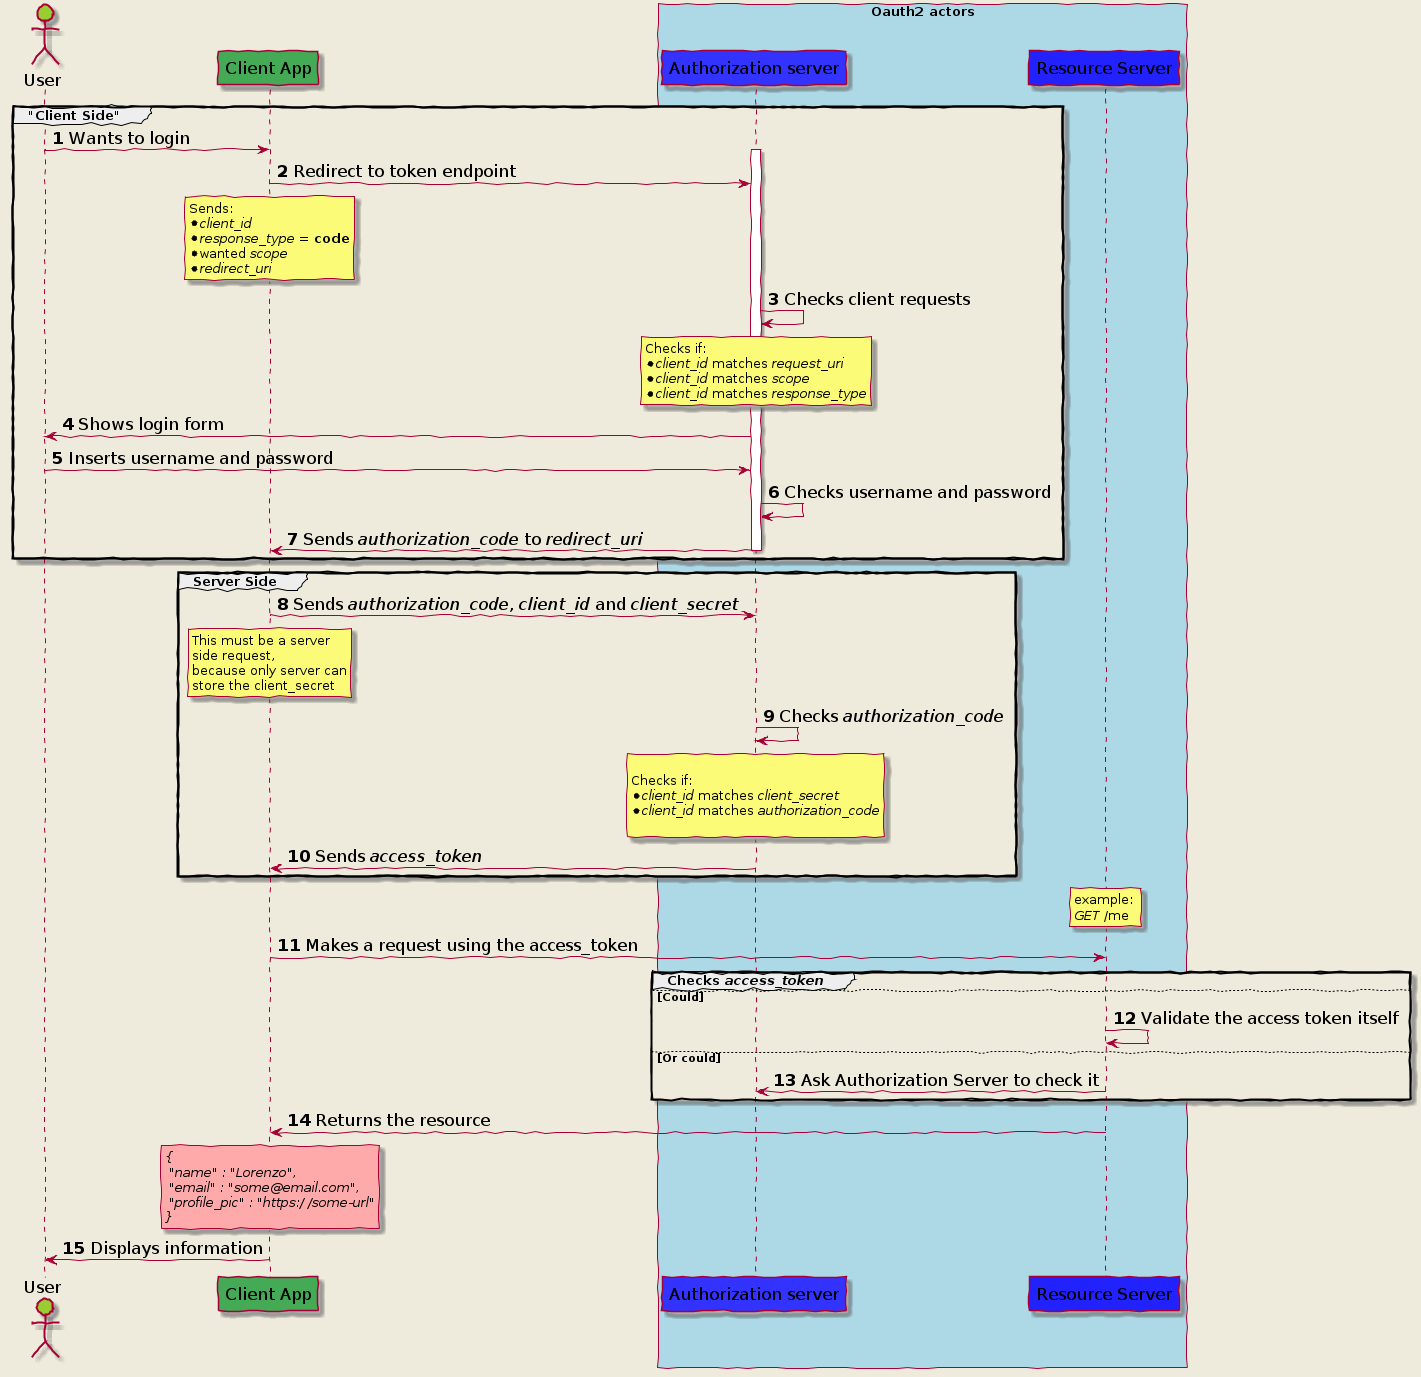 Oauth2 actors
User
Client App
Authorization server
Resource Server
"Client Side"
1 Wants to login
2 Redirect to token endpoint
Sends:
•client_id
•response_type = code
•wanted scope
•redirect_uri
3 Checks client requests
Checks if:
•client_id matches request_uri
•client_id matches scope
•client_id matches response_type
4 Shows login form
5 Inserts username and password
6 Checks username and password
7 Sends authorization_code to redirect_uri
Server Side
8 Sends authorization_code, client_id and client_secret
This must be a server
side request,
because only server can
store the client_secret
9 Checks authorization_code
Checks if:
•client_id matches client_secret
•client_id matches authorization_code
10 Sends access_token
example:
GET /me
11 Makes a request using the access_token
Checks access_token
[Could]
12 Validate the access token itself
[Or could]
13 Ask Authorization Server to check it
14 Returns the resource
{
"name" : "Lorenzo",
"email" : "some@email.com",
"profile_pic" : "https://some-url"
}
15 Displays information
User
Client App
Authorization server
Resource Server